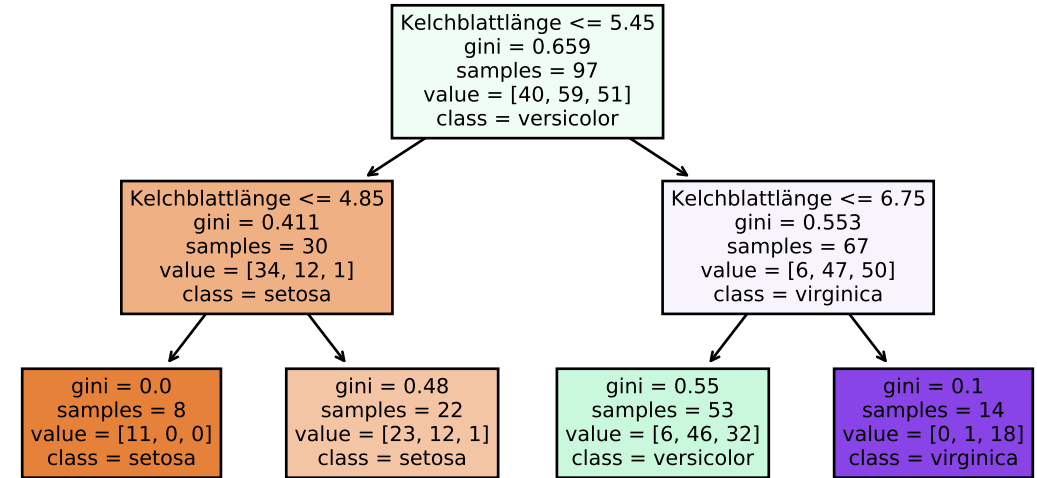 Kelchblattlänge <= 5.45
gini = 0.659
samples = 97
value = [40, 59, 51]
class = versicolor
Kelchblattlänge <= 4.85
gini = 0.411
samples = 30
value = [34, 12, 1]
class = setosa
Kelchblattlänge <= 6.75
gini = 0.553
samples = 67
value = [6, 47, 50]
class = virginica
gini = 0.0
samples = 8
value = [11, 0, 0]
class = setosa
gini = 0.48
samples = 22
value = [23, 12, 1]
class = setosa
gini = 0.55
samples = 53
value = [6, 46, 32]
class = versicolor
gini = 0.1
samples = 14
value = [0, 1, 18]
class = virginica